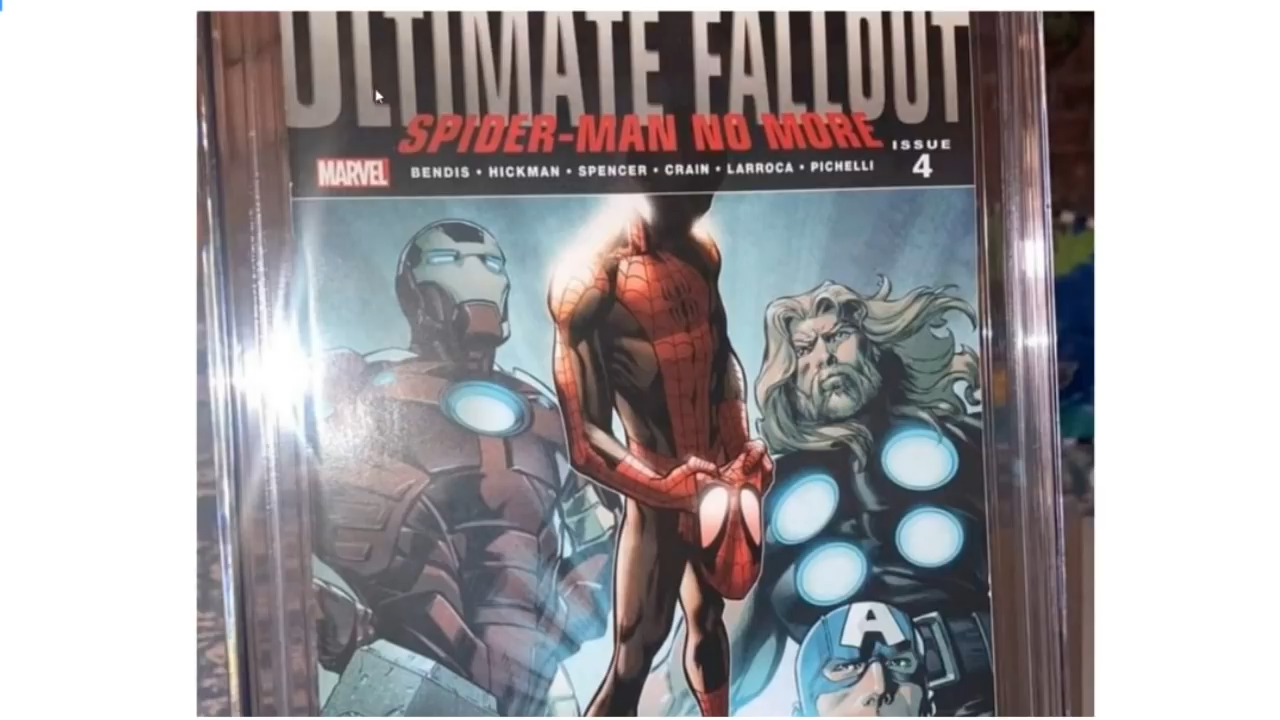 ULTIMATE FALLOUT
SPIDER-MAN NO MORE
ISSUE
4
MARVEL
BENDIS • HICKMAN • SPENCER • CRAIN • LARROCA • PICHELLI
A